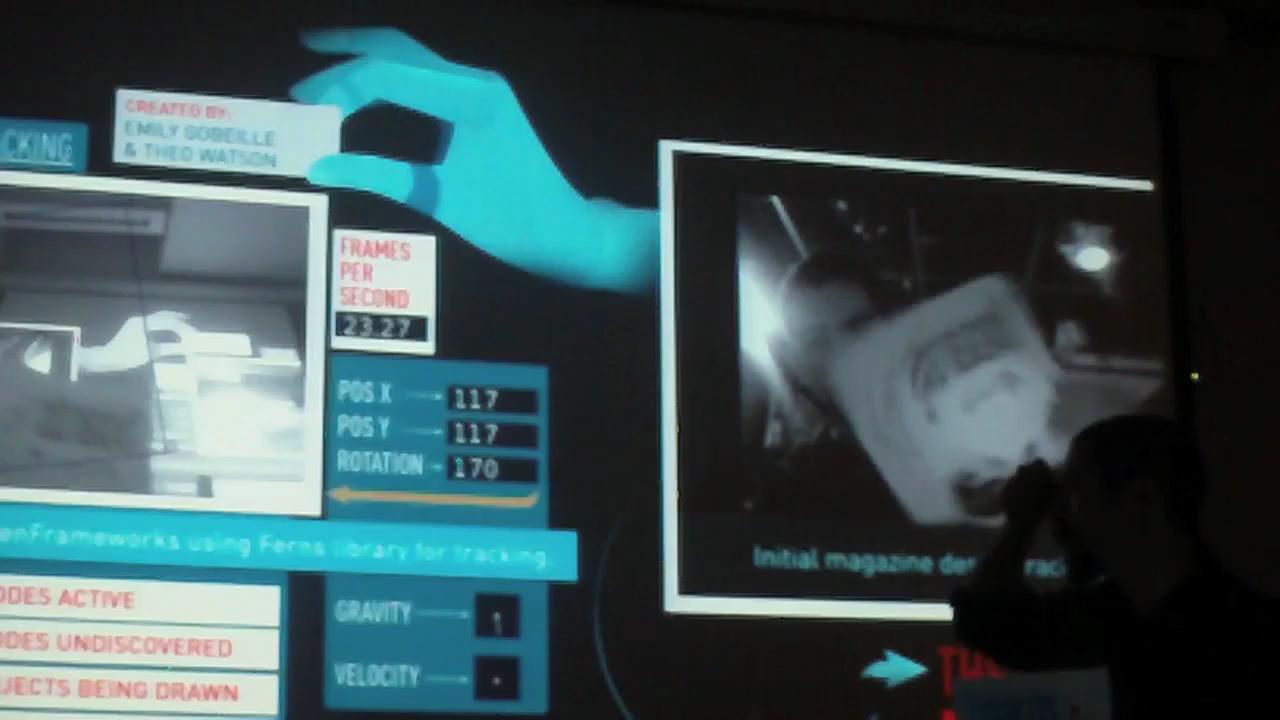 CREATED BY:
EMILY GOBEILLE
& THEO WATSON
CKING
FRAMES
PER
SECOND
23.27
POS X 117
POS Y 117
ROTATION 170
enFrameworks using Ferns library for tracking.
Initial magazine de
ODES ACTIVE
ODES UNDISCOVERED
JECTS BEING DRAWN
GRAVITY 1
VELOCITY